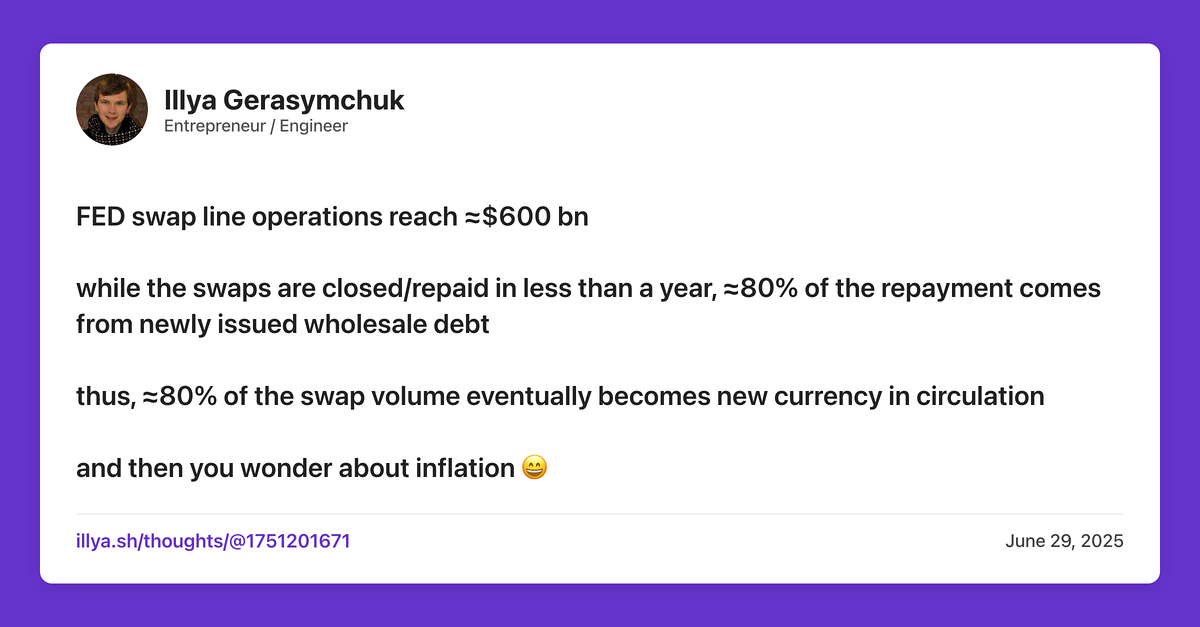 Illya Gerasymchuk
Entrepreneur / Engineer
FED swap line operations reach ≈$600 bn
while the swaps are closed/repaid in less than a year, ≈80% of the repayment comes
from newly issued wholesale debt
thus, ≈80% of the swap volume eventually becomes new currency in circulation
and then you wonder about inflation 😄
illya.sh/thoughts/@1751201671
June 29, 2025